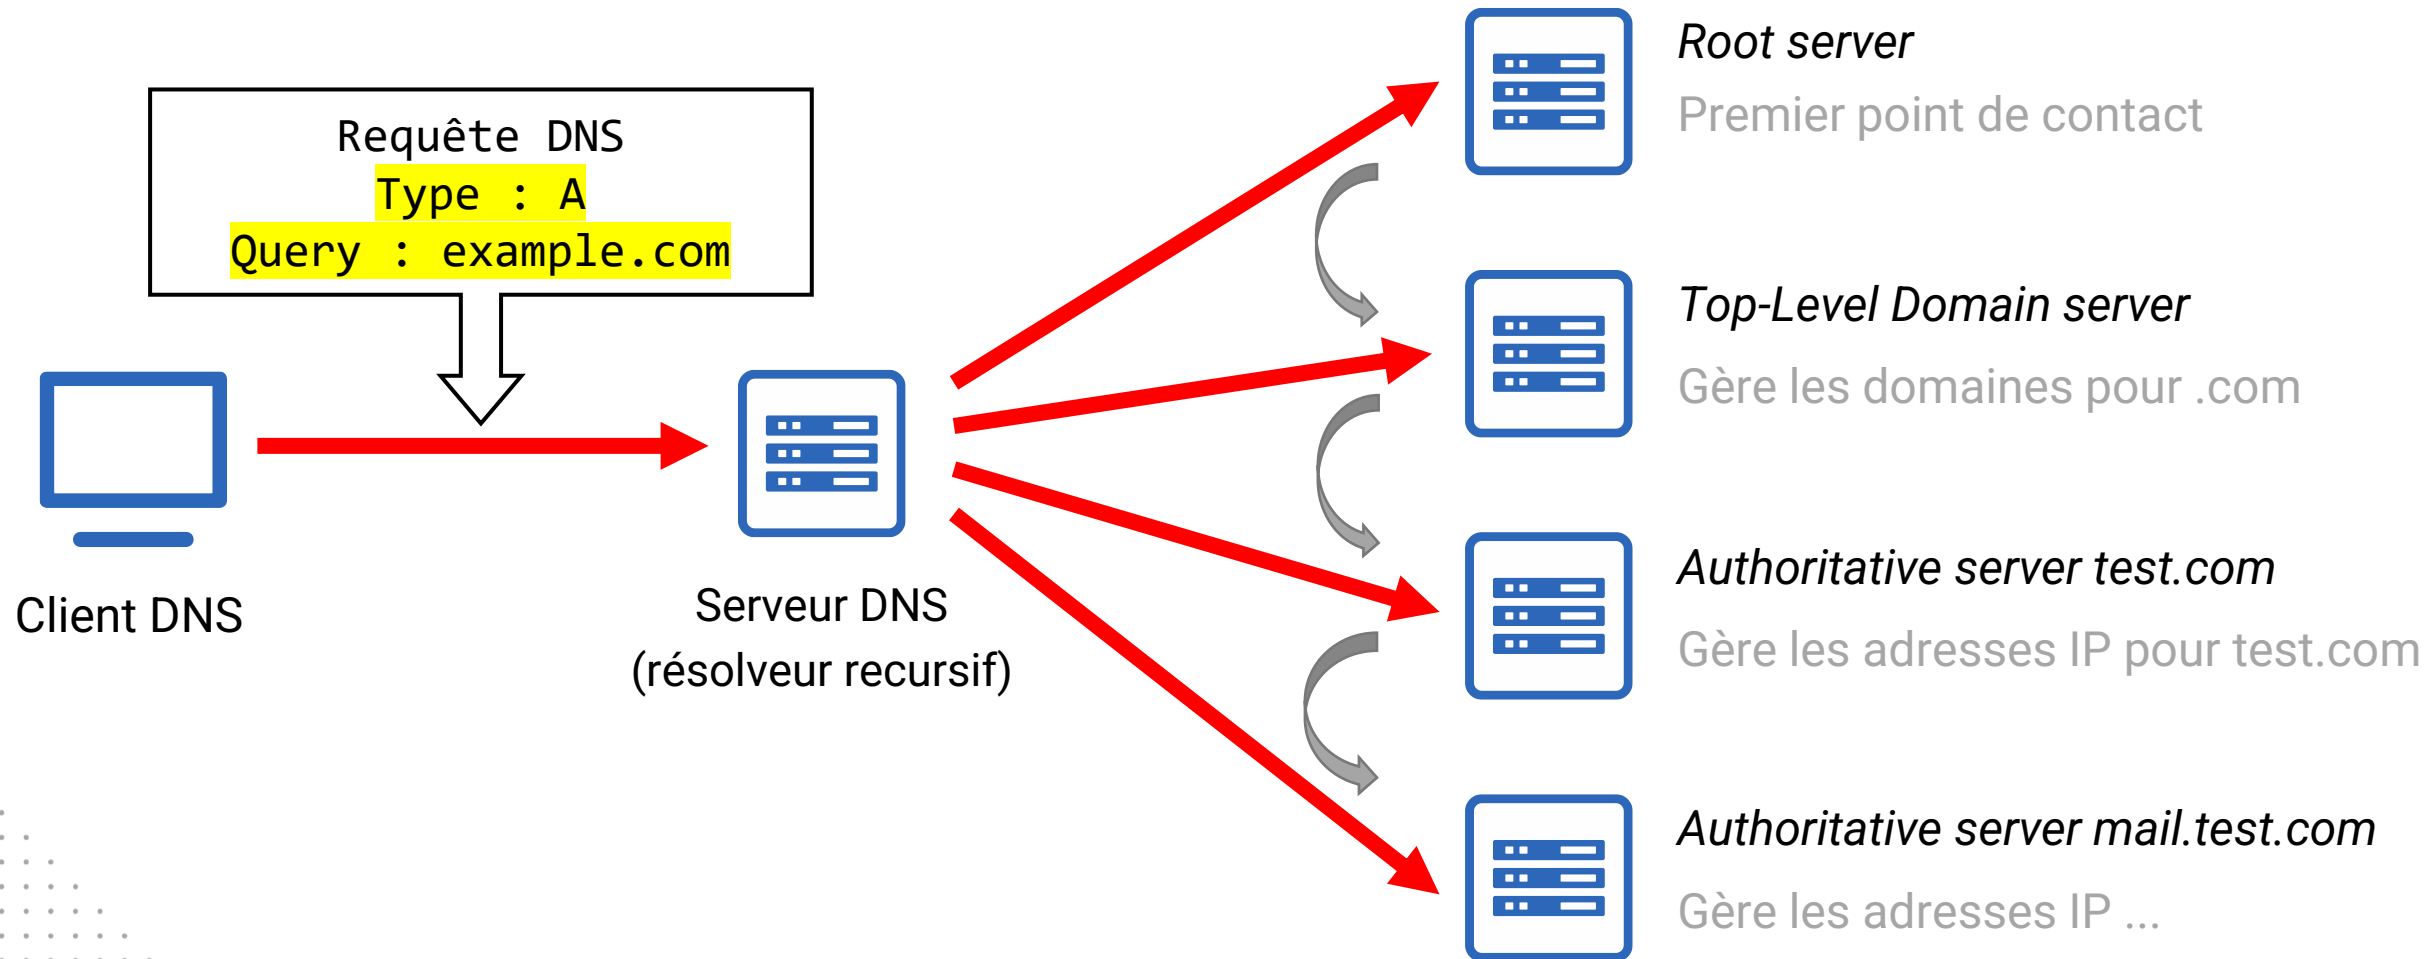 Requête DNS
Type : A
Query : example.com
Client DNS
Serveur DNS
(résolveur recursif)
Root server
Premier point de contact
Top-Level Domain server
Gère les domaines pour .com
Authoritative server test.com
Gère les adresses IP pour test.com
Authoritative server mail.test.com
Gère les adresses IP ...